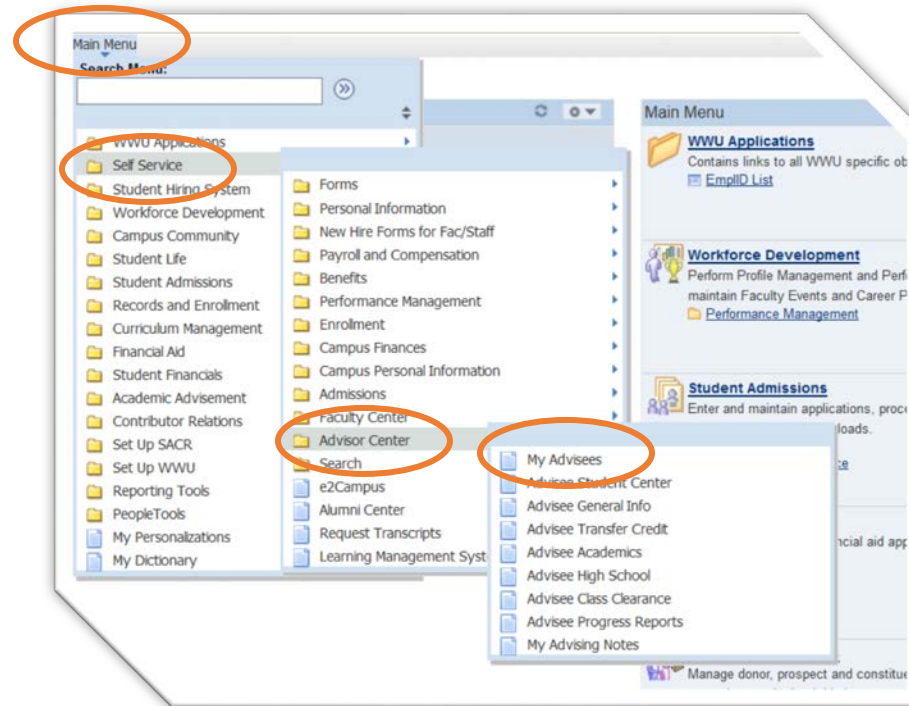 Main Menu
Search Menu:
WWU Applications
Self Service
Student Hiring System
Workforce Development
Campus Community
Student Life
Student Admissions
Records and Enrollment
Curriculum Management
Financial Aid
Student Financials
Academic Advisement
Contributor Relations
Set Up SACR
Set Up WWU
Reporting Tools
PeopleTools
My Personalizations
My Dictionary
Forms
Personal Information
New Hire Forms for Fac/Staff
Payroll and Compensation
Benefits
Performance Management
Enrollment
Campus Finances
Campus Personal Information
Admissions
Faculty Center
Advisor Center
Search
e2Campus
Alumni Center
Request Transcripts
Learning Management Syst
My Advisees
Advisee Student Center
Advisee General Info
Advisee Transfer Credit
Advisee Academics
Advisee High School
Advisee Class Clearance
Advisee Progress Reports
My Advising Notes
Main Menu
WWU Applications
Contains links to all WWU specific ob
EmplID List
Workforce Development
Perform Profile Management and Perf
maintain Faculty Events and Career P
Performance Management
Student Admissions
Enter and maintain applications, proce
loads.
ncial aid app
Manage donor, prospect and constitue